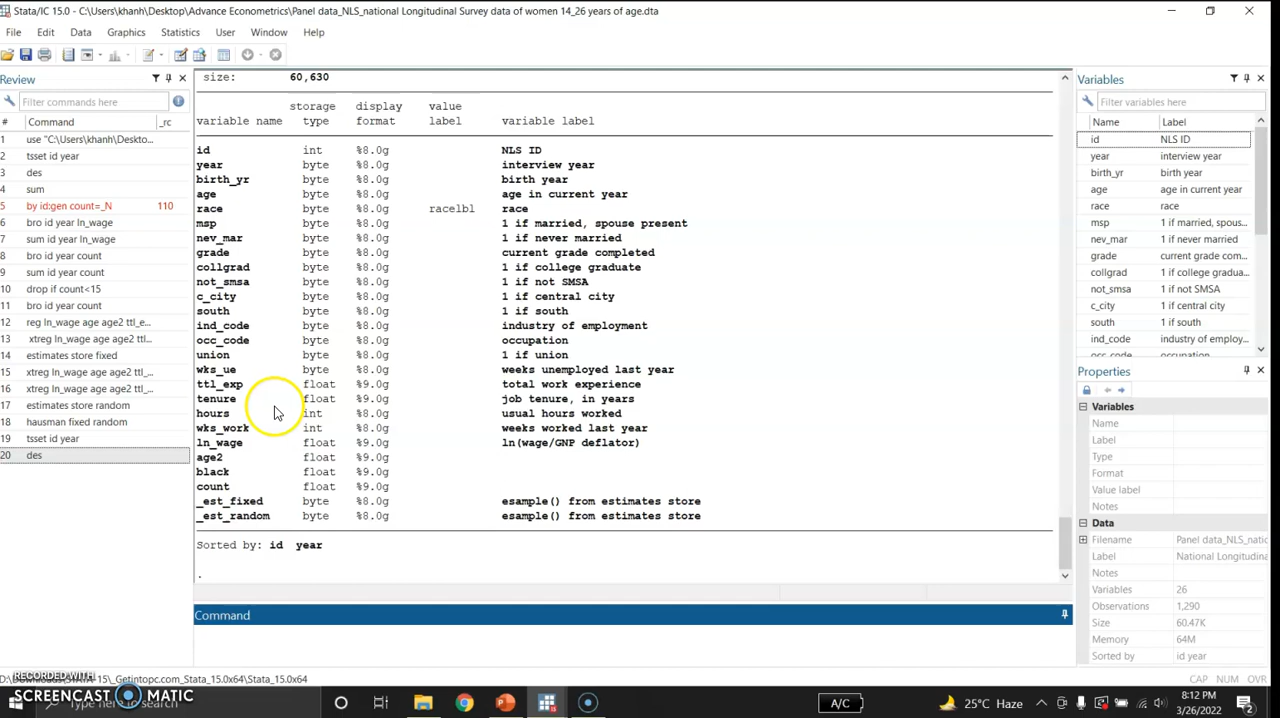 Stata/IC 15.0 - C:\Users\khanh\Desktop\Advance Econometrics\Panel data_NLS_national Longitudinal Survey data of women 14_26 years of age.dta
File Edit Data Graphics Statistics User Window Help
Review
Filter commands here
# Command _rc
1 use "C:\Users\khanh\Deskto...
2 tsset id year
3 des
4 sum
5 by id:gen count=_N 110
6 bro id year ln_wage
7 sum id year ln_wage
8 bro id year count
9 sum id year count
10 drop if count<15
11 bro id year count
12 reg ln_wage age age2 ttl_e...
13 xtreg ln_wage age age2 ttl...
14 estimates store fixed
15 xtreg ln_wage age age2 ttl...
16 xtreg ln_wage age age2 ttl...
17 estimates store random
18 hausman fixed random
19 tsset id year
20 des
size: 60,630
storage display value
variable name type format label variable label
id int %8.0g NLS ID
year byte %8.0g interview year
birth_yr byte %8.0g birth year
age byte %8.0g age in current year
race byte %8.0g racelbl race
msp byte %8.0g 1 if married, spouse present
nev_mar byte %8.0g 1 if never married
grade byte %8.0g current grade completed
collgrad byte %8.0g 1 if college graduate
not_smsa byte %8.0g 1 if not SMSA
c_city byte %8.0g 1 if central city
south byte %8.0g 1 if south
ind_code byte %8.0g industry of employment
occ_code byte %8.0g occupation
union byte %8.0g 1 if union
wks_ue byte %8.0g weeks unemployed last year
ttl_exp float %9.0g total work experience
tenure float %9.0g job tenure, in years
hours int %8.0g usual hours worked
wks_work int %8.0g weeks worked last year
ln_wage float %9.0g ln(wage/GNP deflator)
age2 float %9.0g
black float %9.0g
count float %9.0g
_est_fixed byte %8.0g esample() from estimates store
_est_random byte %8.0g esample() from estimates store
Sorted by: id year
.
Command
Variables
Filter variables here
Name Label
id NLS ID
year interview year
birth_yr birth year
age age in current year
race race
msp 1 if married, spous...
nev_mar 1 if never married
grade current grade com...
collgrad 1 if college gradua...
not_smsa 1 if not SMSA
c_city 1 if central city
south 1 if south
ind_code industry of employ...
occ_code occupation
Properties
Variables
Name
Label
Type
Format
Value label
Notes
Data
Filename Panel data_NLS_natio
Label National Longitudina
Notes
Variables 26
Observations 1,290
Size 60.47K
Memory 64M
Sorted by id year
D:\Downloads\STATA 15\_Getintopc.com_Stata_15.0x64\Stata_15.0x64
CAP NUM OVR
RECORDED WITH
SCREENCAST MATIC
Type here to search
A/C
25°C Haze
8:12 PM
3/26/2022
2